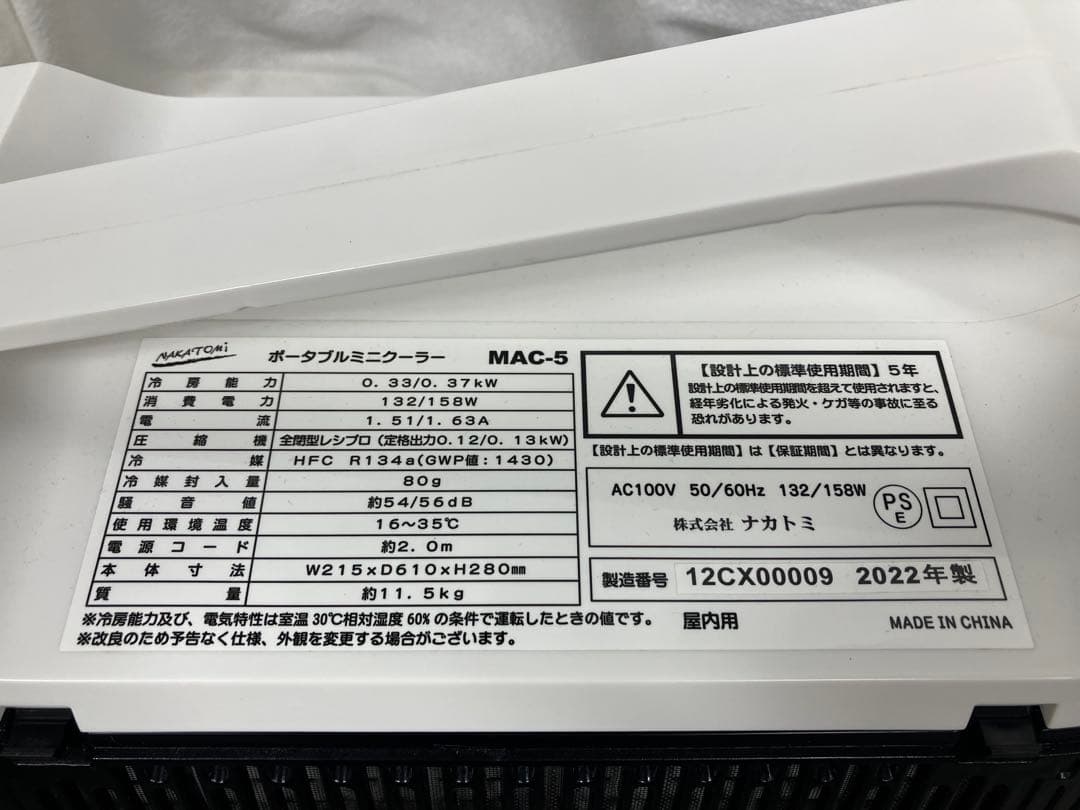 NAKATOMI ポータブルミニクーラー MAC-5
冷房能力 0.33/0.37kW
消費電力 132/158W
電流 1.51/1.63A
圧縮機 全閉型レシプロ(定格出力0.12/0.13kW)
冷媒 HFC R134a(GWP値:1430)
冷媒封入量 80g
騒音値 約54/56dB
使用環境温度 16～35℃
電源コード 約2.0m
本体寸法 W215×D610×H280㎜
質量 約11.5kg
※冷房能力及び、電気特性は室温30℃相対湿度60%の条件で運転したときの値です。
※改良のため予告なく仕様、外観を変更する場合がございます。
【設計上の標準使用期間】5年
設計上の標準使用期間を超えて使用されますと、
経年劣化による発火・ケガ等の事故に至る
恐れがあります。
【設計上の標準使用期間】は【保証期間】とは異なります。
AC100V 50/60Hz 132/158W
株式会社 ナカトミ
PS
E
製造番号 12CX00009 2022年製
屋内用 MADE IN CHINA